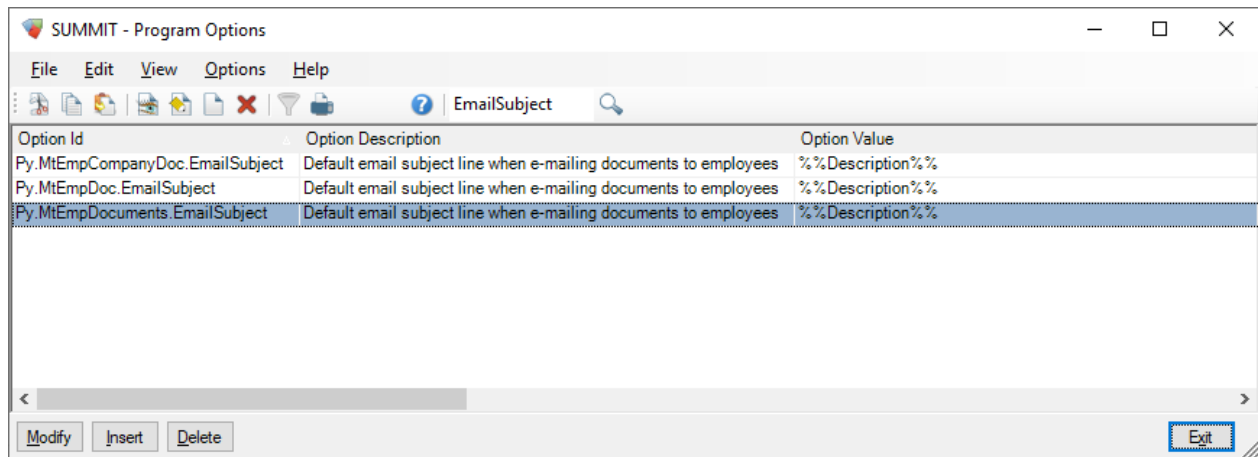 SUMMIT - Program Options
File Edit View Options Help
EmailSubject
Option Id Option Description Option Value
Py.MtEmpCompanyDoc.EmailSubject Default email subject line when e-mailing documents to employees %%Description%%
Py.MtEmpDoc.EmailSubject Default email subject line when e-mailing documents to employees %%Description%%
Py.MtEmpDocuments.EmailSubject Default email subject line when e-mailing documents to employees %%Description%%
Modify Insert Delete Exit